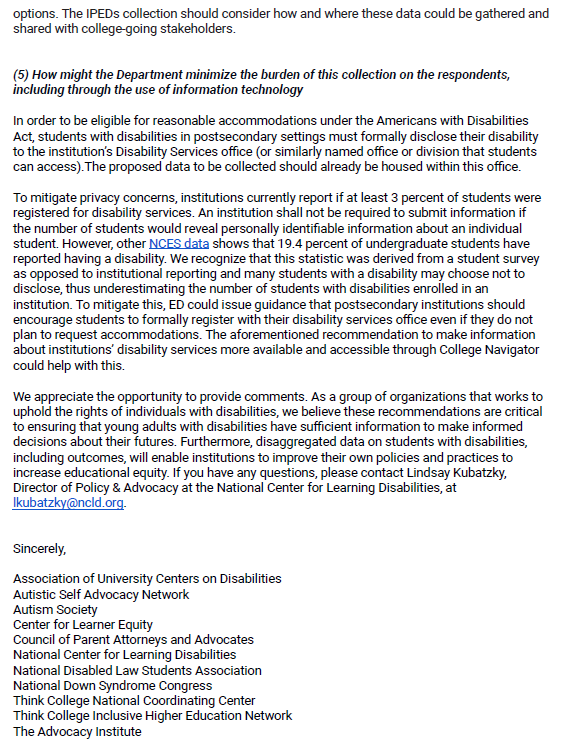 options. The IPEDs collection should consider how and where these data could be gathered and
shared with college-going stakeholders.
(5) How might the Department minimize the burden of this collection on the respondents,
including through the use of information technology
In order to be eligible for reasonable accommodations under the Americans with Disabilities
Act, students with disabilities in postsecondary settings must formally disclose their disability
to the institution's Disability Services office (or similarly named office or division that students
can access).The proposed data to be collected should already be housed within this office.
To mitigate privacy concerns, institutions currently report if at least 3 percent of students were
registered for disability services. An institution shall not be required to submit information if
the number of students would reveal personally identifiable information about an individual
student. However, other NCES data shows that 19.4 percent of undergraduate students have
reported having a disability. We recognize that this statistic was derived from a student survey
as opposed to institutional reporting and many students with a disability may choose not to
disclose, thus underestimating the number of students with disabilities enrolled in an
institution. To mitigate this, ED could issue guidance that postsecondary institutions should
encourage students to formally register with their disability services office even if they do not
plan to request accommodations. The aforementioned recommendation to make information
about institutions' disability services more available and accessible through College Navigator
could help with this.
We appreciate the opportunity to provide comments. As a group of organizations that works to
uphold the rights of individuals with disabilities, we believe these recommendations are critical
to ensuring that young adults with disabilities have sufficient information to make informed
decisions about their futures. Furthermore, disaggregated data on students with disabilities,
including outcomes, will enable institutions to improve their own policies and practices to
increase educational equity. If you have any questions, please contact Lindsay Kubatzky,
Director of Policy & Advocacy at the National Center for Learning Disabilities, at
lkubatzky@ncld.org.
Sincerely,
Association of University Centers on Disabilities
Autistic Self Advocacy Network
Autism Society
Center for Learner Equity
Council of Parent Attorneys and Advocates
National Center for Learning Disabilities
National Disabled Law Students Association
National Down Syndrome Congress
Think College National Coordinating Center
Think College Inclusive Higher Education Network
The Advocacy Institute